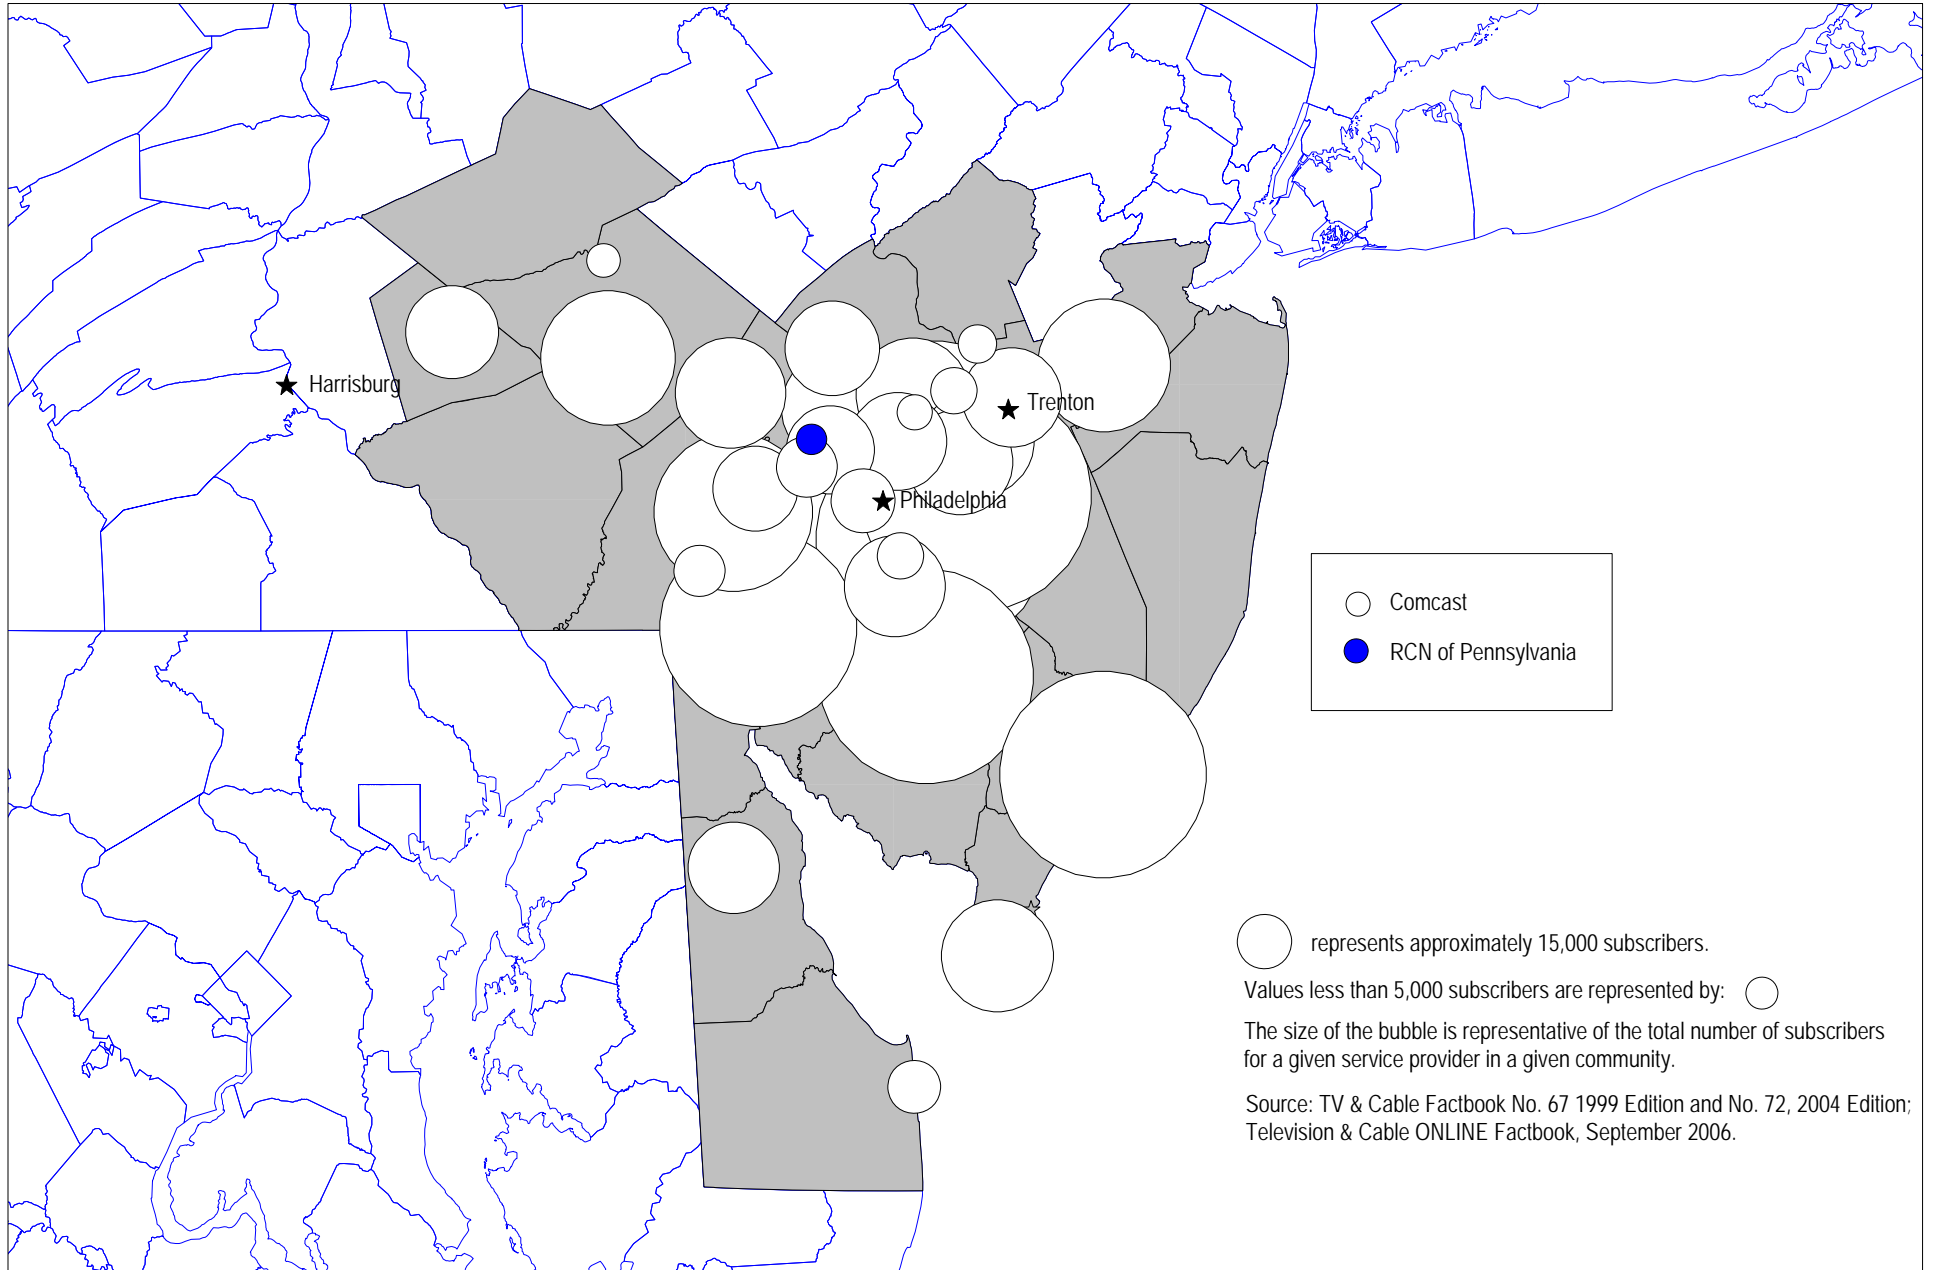 Harrisburg
Trenton
Philadelphia
Comcast
RCN of Pennsylvania
represents approximately 15,000 subscribers.
Values less than 5,000 subscribers are represented by:
The size of the bubble is representative of the total number of subscribers
for a given service provider in a given community.
Source: TV & Cable Factbook No. 67 1999 Edition and No. 72, 2004 Edition;
Television & Cable ONLINE Factbook, September 2006.